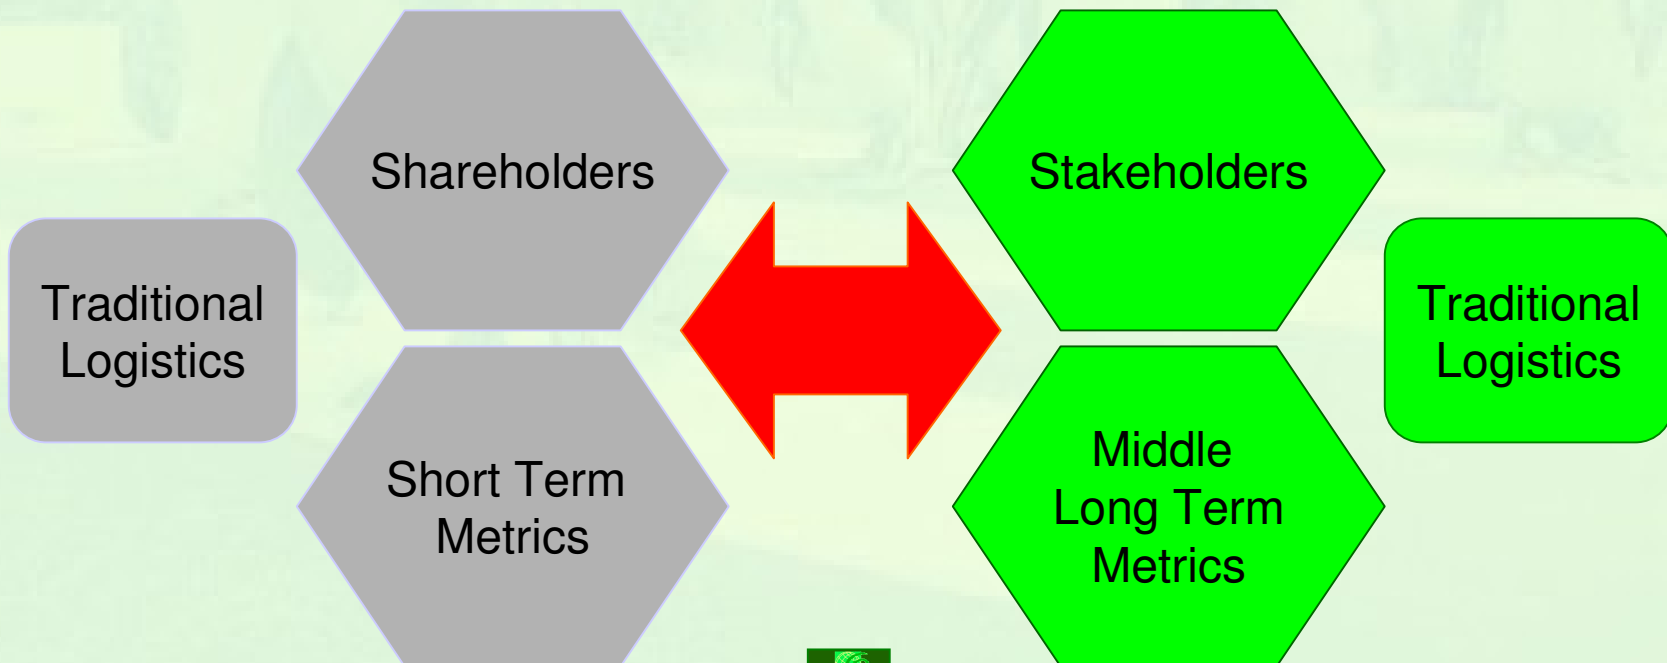 Shareholders
Stakeholders
Traditional
Logistics
Traditional
Logistics
Short Term
Metrics
Middle
Long Term
Metrics